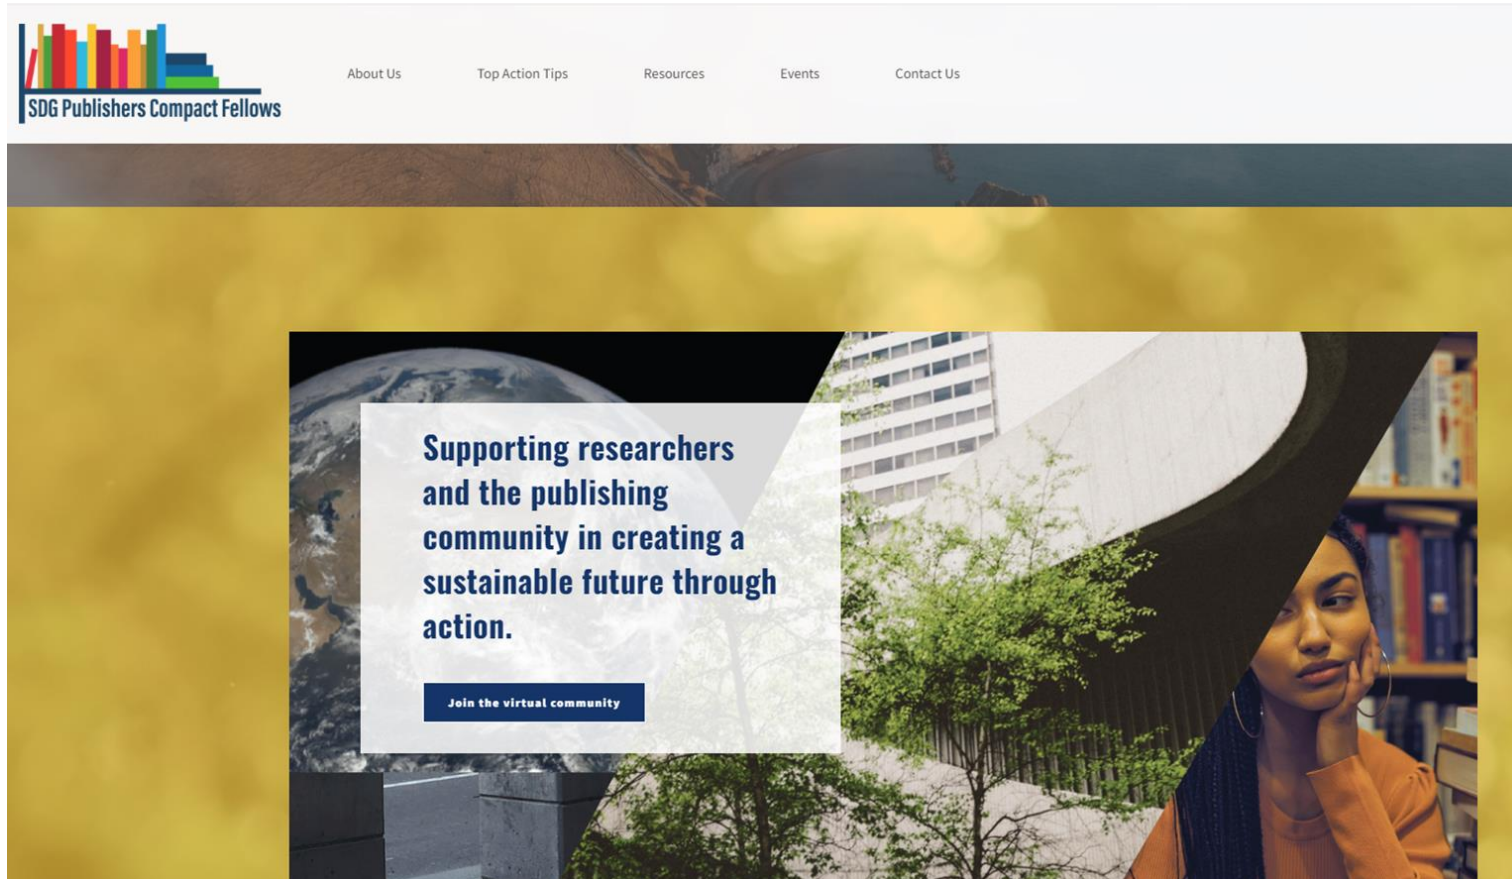 SDG Publishers Compact Fellows
About Us
Top Action Tips
Resources
Events
Contact Us
Supporting researchers
and the publishing
community in creating a
sustainable future through
action.
Join the virtual community